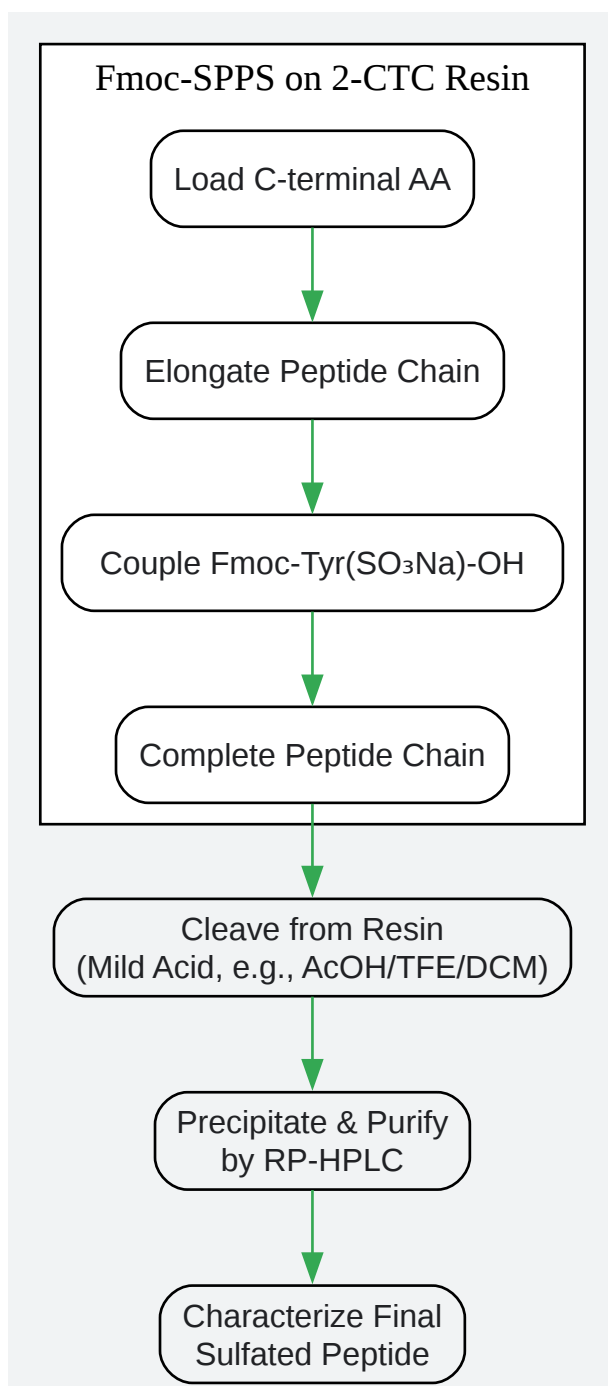 Fmoc-SPPS on 2-CTC Resin
Load C-terminal AA
Elongate Peptide Chain
Couple Fmoc-Tyr(SO₃Na)-OH
Complete Peptide Chain
Cleave from Resin
(Mild Acid, e.g., AcOH/TFE/DCM)
Precipitate & Purify
by RP-HPLC
Characterize Final
Sulfated Peptide